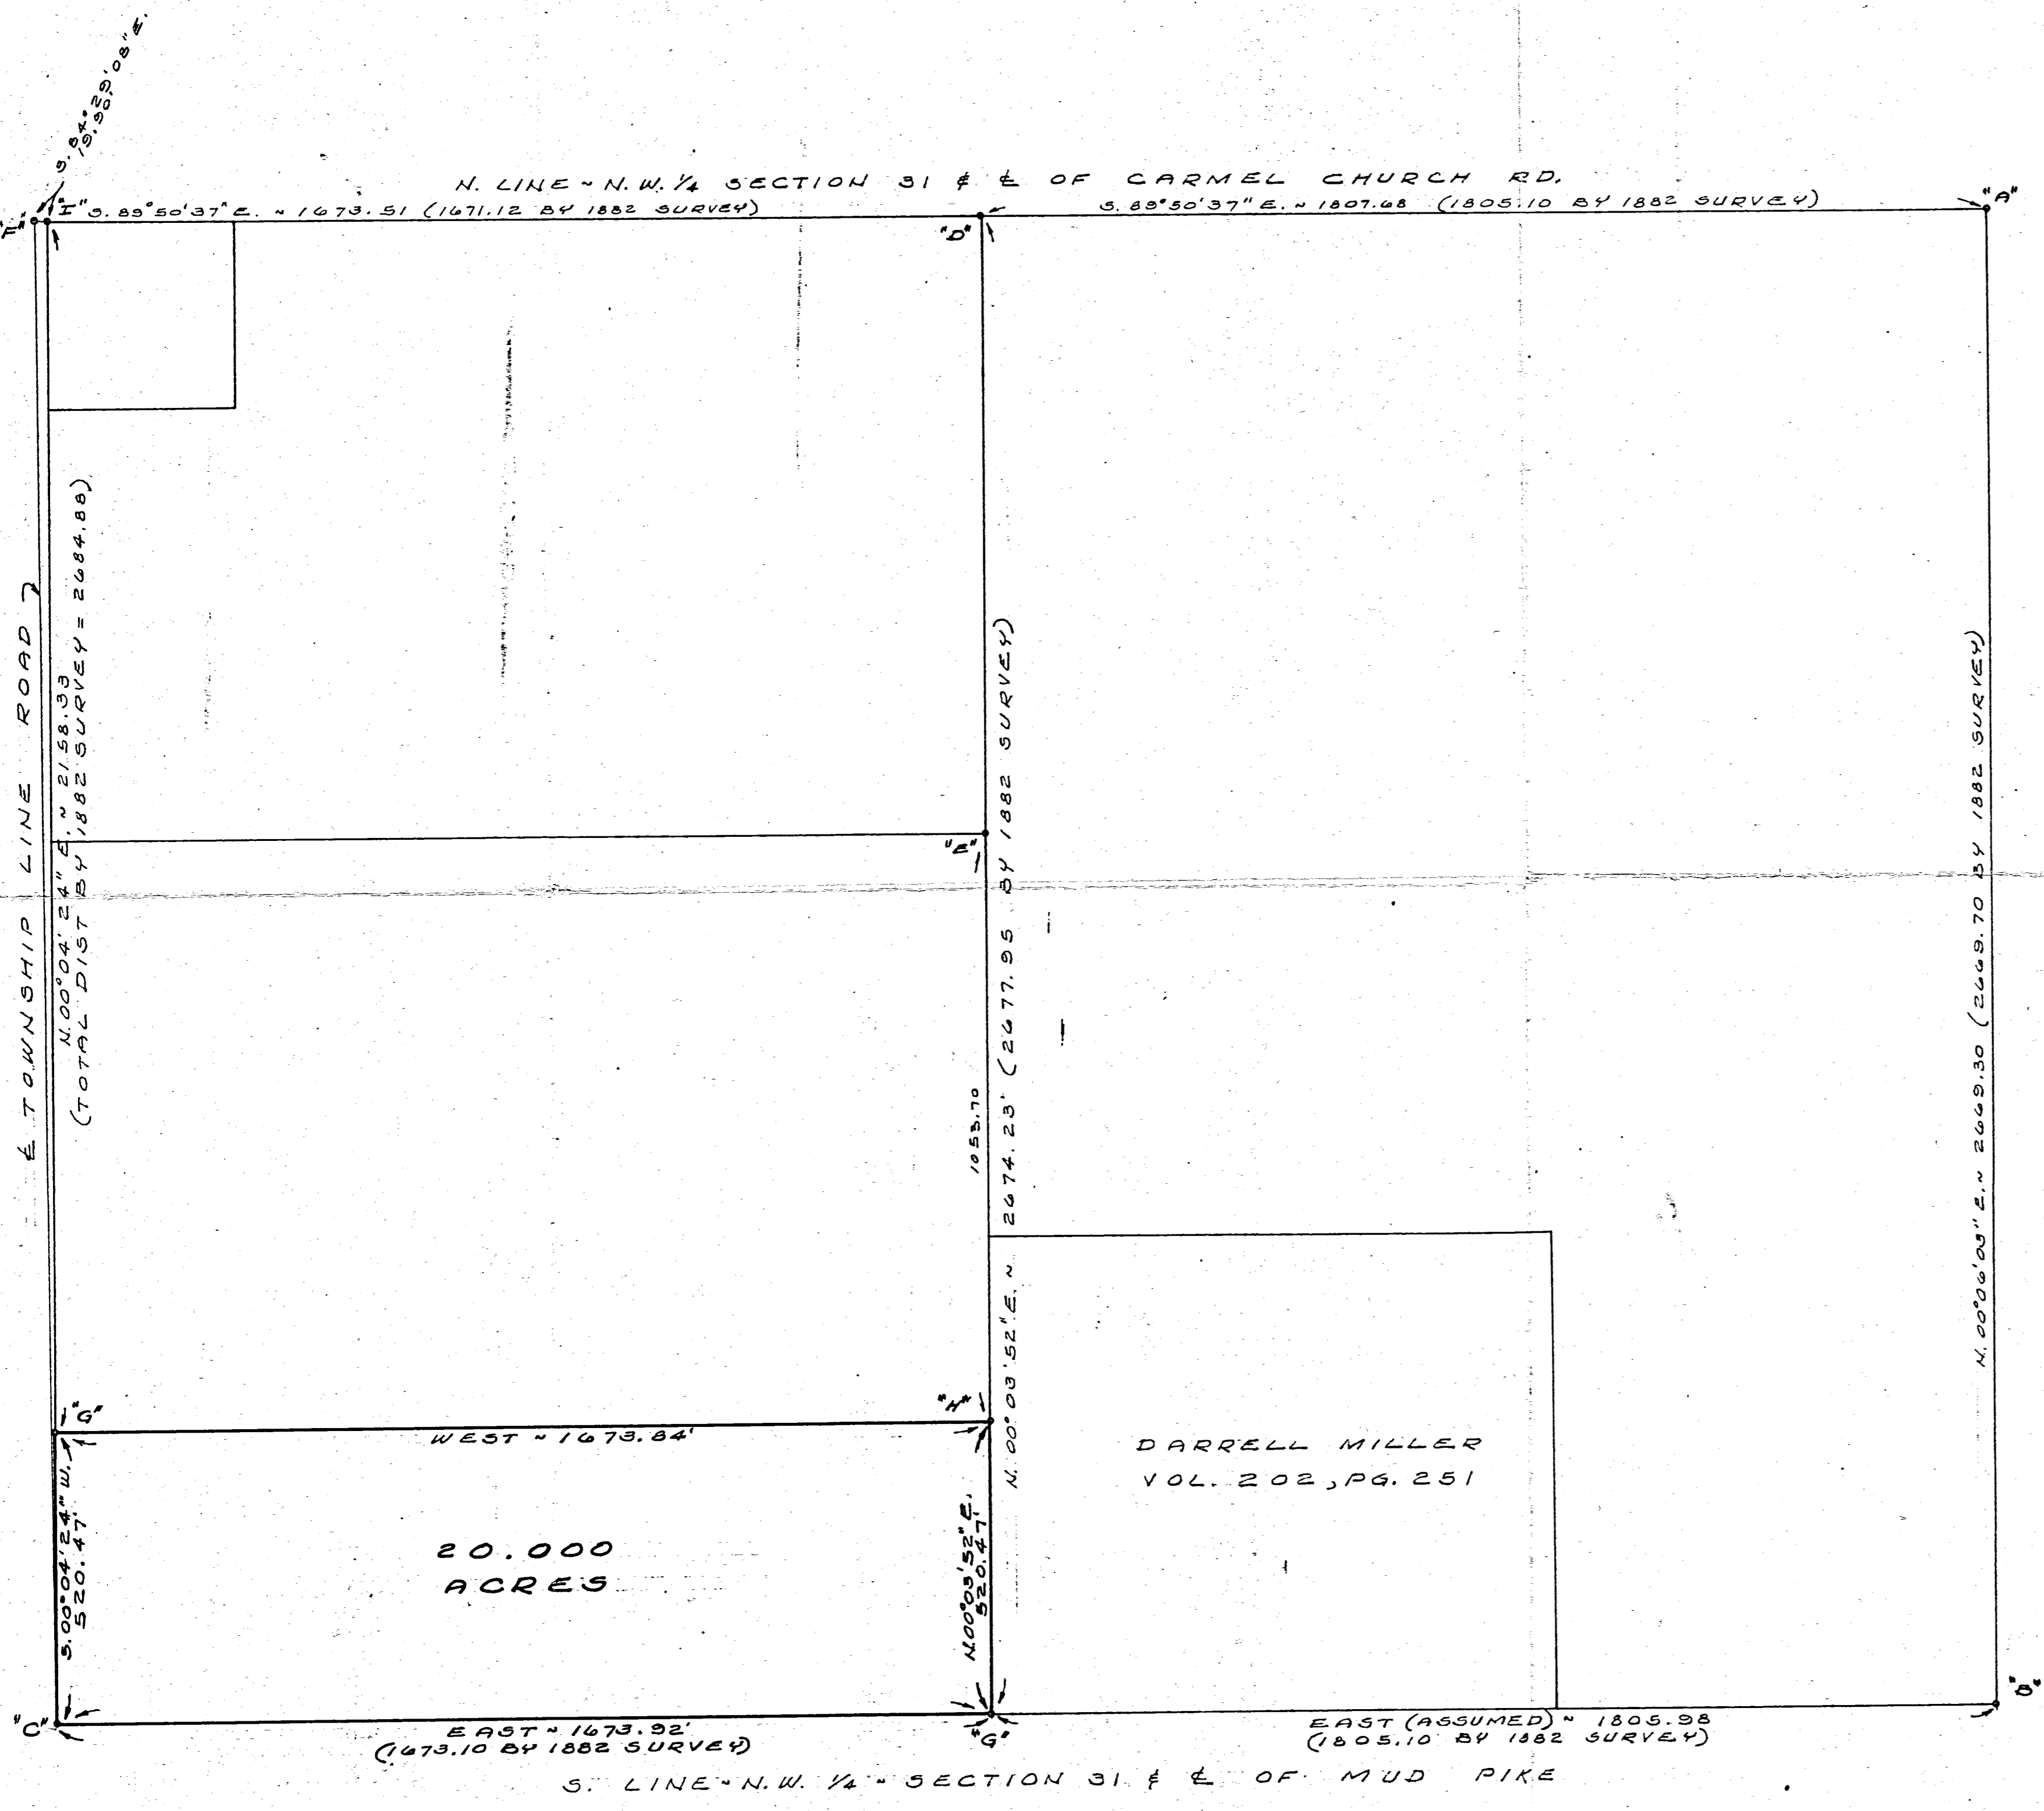 S. 84° 29' 08" E.
19.90'
N. LINE ~ N.W. 1/4 SECTION 31 & ℄ OF CARMEL CHURCH RD.
"F"
"I"
S. 89° 50' 37" E. ~ 1673.51 (1671.12 BY 1882 SURVEY)
"D"
S. 89° 50' 37" E. ~ 1807.68 (1805.10 BY 1882 SURVEY)
"A"
℄ TOWNSHIP LINE ROAD
N. 00° 04' 24" E. ~ 2158.33
(TOTAL DIST BY 1882 SURVEY = 2684.88)
"E"
1053.70
N. 00° 03' 52" E. ~ 2674.23' (2677.95 BY 1882 SURVEY)
N. 00° 06' 03" E. ~ 2669.30 (2669.70 BY 1882 SURVEY)
"G"
"H"
WEST ~ 1673.84'
S. 00° 04' 24" W.
520.47'
20.000
ACRES
N. 00° 03' 52" E.
520.47'
DARRELL MILLER
VOL. 202, PG. 251
"C"
EAST ~ 1673.92'
(1673.10 BY 1882 SURVEY)
"G"
EAST (ASSUMED) ~ 1805.98
(1805.10 BY 1882 SURVEY)
"B"
S. LINE ~ N.W. 1/4 ~ SECTION 31 & ℄ OF MUD PIKE